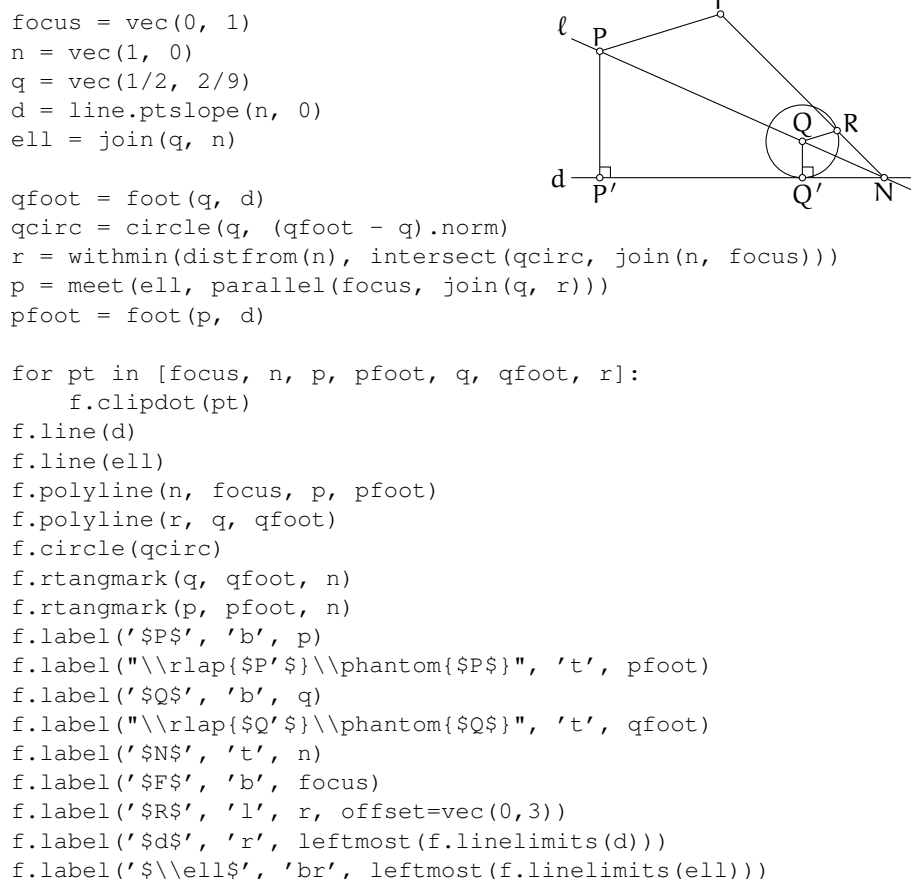 focus = vec(0, 1)
n = vec(1, 0)
q = vec(1/2, 2/9)
d = line.ptslope(n, 0)
ell = join(q, n)
qfoot = foot(q, d)
qcirc = circle(q, (qfoot - q).norm)
r = withmin(distfrom(n), intersect(qcirc, join(n, focus)))
p = meet(ell, parallel(focus, join(q, r)))
pfoot = foot(p, d)
for pt in [focus, n, p, pfoot, q, qfoot, r]:
    f.clipdot(pt)
f.line(d)
f.line(ell)
f.polyline(n, focus, p, pfoot)
f.polyline(r, q, qfoot)
f.circle(qcirc)
f.rtangmark(q, qfoot, n)
f.rtangmark(p, pfoot, n)
f.label('$P$', 'b', p)
f.label("\\rlap{$P'$}\\phantom{$P$}", 't', pfoot)
f.label('$Q$', 'b', q)
f.label("\\rlap{$Q'$}\\phantom{$Q$}", 't', qfoot)
f.label('$N$', 't', n)
f.label('$F$', 'b', focus)
f.label('$R$', 'l', r, offset=vec(0,3))
f.label('$d$', 'r', leftmost(f.linelimits(d)))
f.label('$\\ell$', 'br', leftmost(f.linelimits(ell)))
ℓ
P
Q
R
d
P′
Q′
N